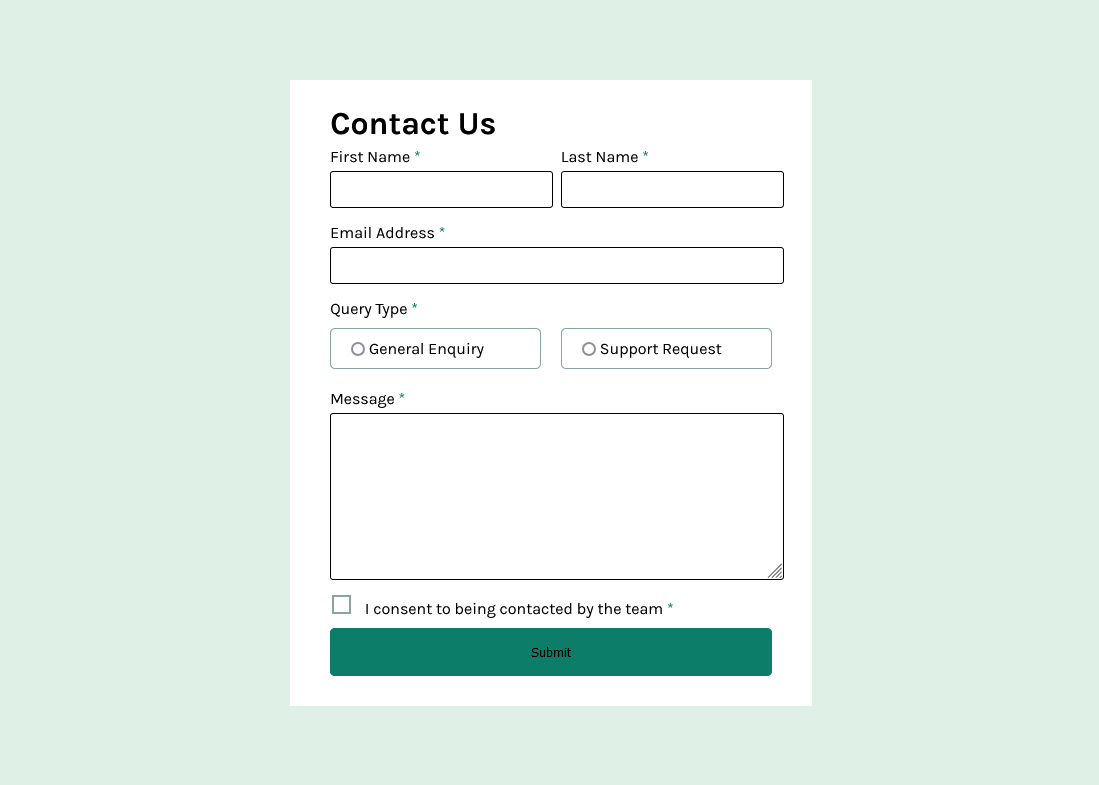 Contact Us
First Name * Last Name *
Email Address *
Query Type *
General Enquiry Support Request
Message *
I consent to being contacted by the team *
Submit